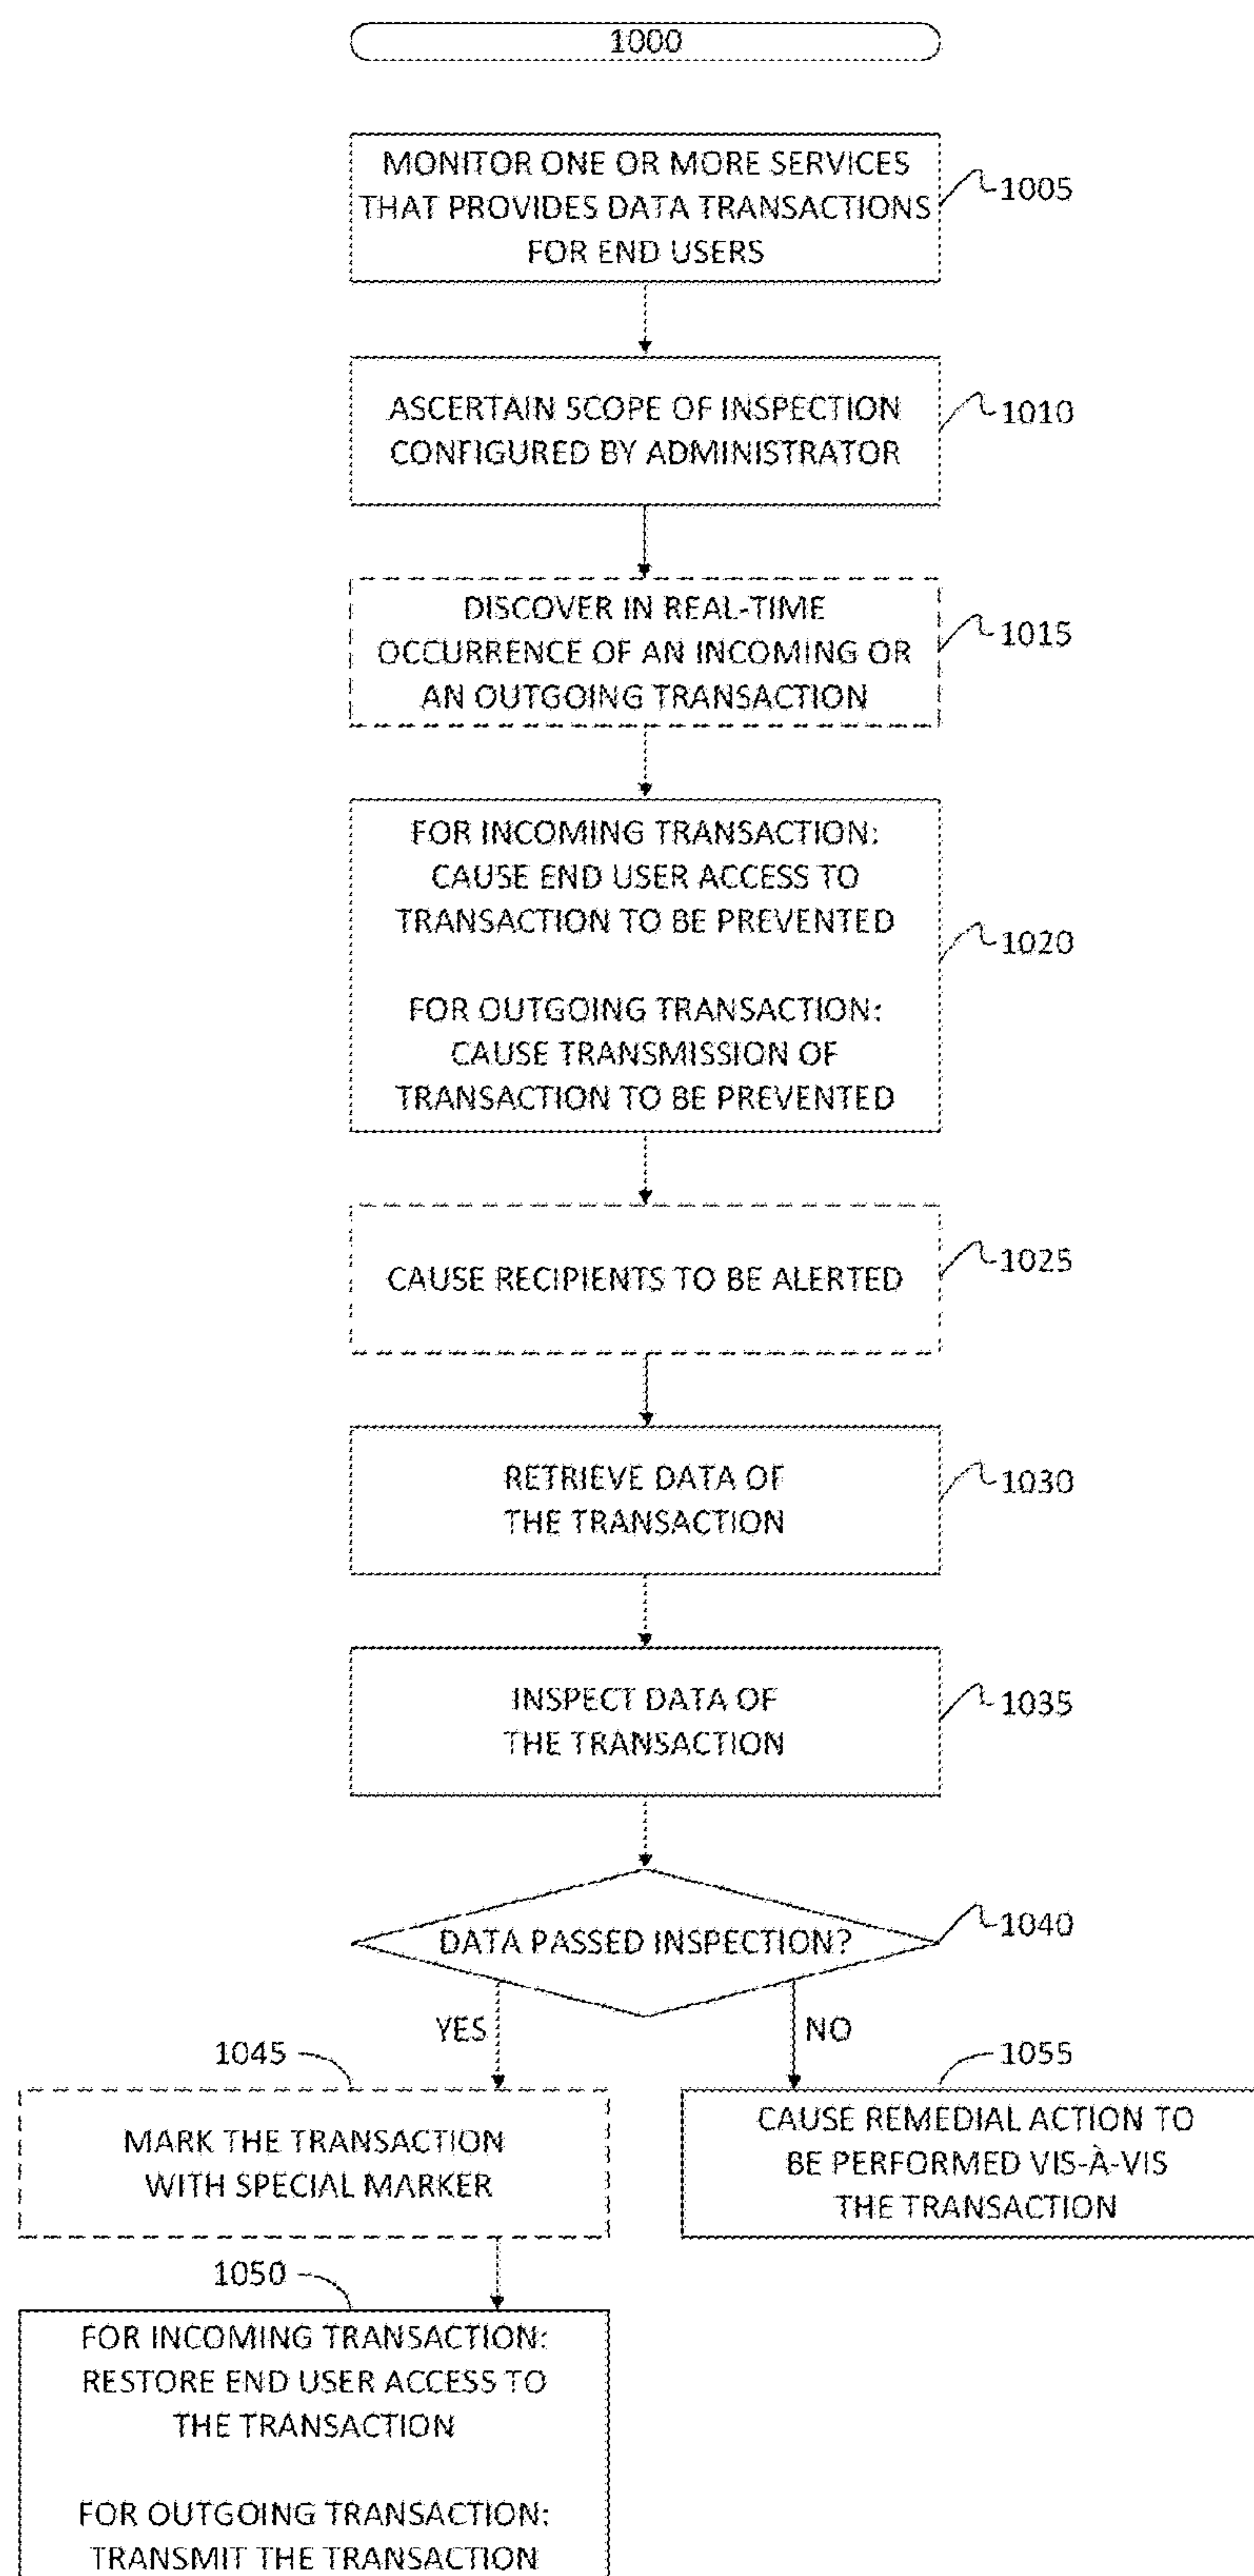 1000
MONITOR ONE OR MORE SERVICES
THAT PROVIDES DATA TRANSACTIONS
FOR END USERS
1005
ASCERTAIN SCOPE OF INSPECTION
CONFIGURED BY ADMINISTRATOR
1010
DISCOVER IN REAL-TIME
OCCURRENCE OF AN INCOMING OR
AN OUTGOING TRANSACTION
1015
FOR INCOMING TRANSACTION:
CAUSE END USER ACCESS TO
TRANSACTION TO BE PREVENTED
FOR OUTGOING TRANSACTION:
CAUSE TRANSMISSION OF
TRANSACTION TO BE PREVENTED
1020
CAUSE RECIPIENTS TO BE ALERTED
1025
RETRIEVE DATA OF
THE TRANSACTION
1030
INSPECT DATA OF
THE TRANSACTION
1035
DATA PASSED INSPECTION?
1040
YES
NO
1045
MARK THE TRANSACTION
WITH SPECIAL MARKER
1055
CAUSE REMEDIAL ACTION TO
BE PERFORMED VIS-À-VIS
THE TRANSACTION
1050
FOR INCOMING TRANSACTION:
RESTORE END USER ACCESS TO
THE TRANSACTION
FOR OUTGOING TRANSACTION:
TRANSMIT THE TRANSACTION